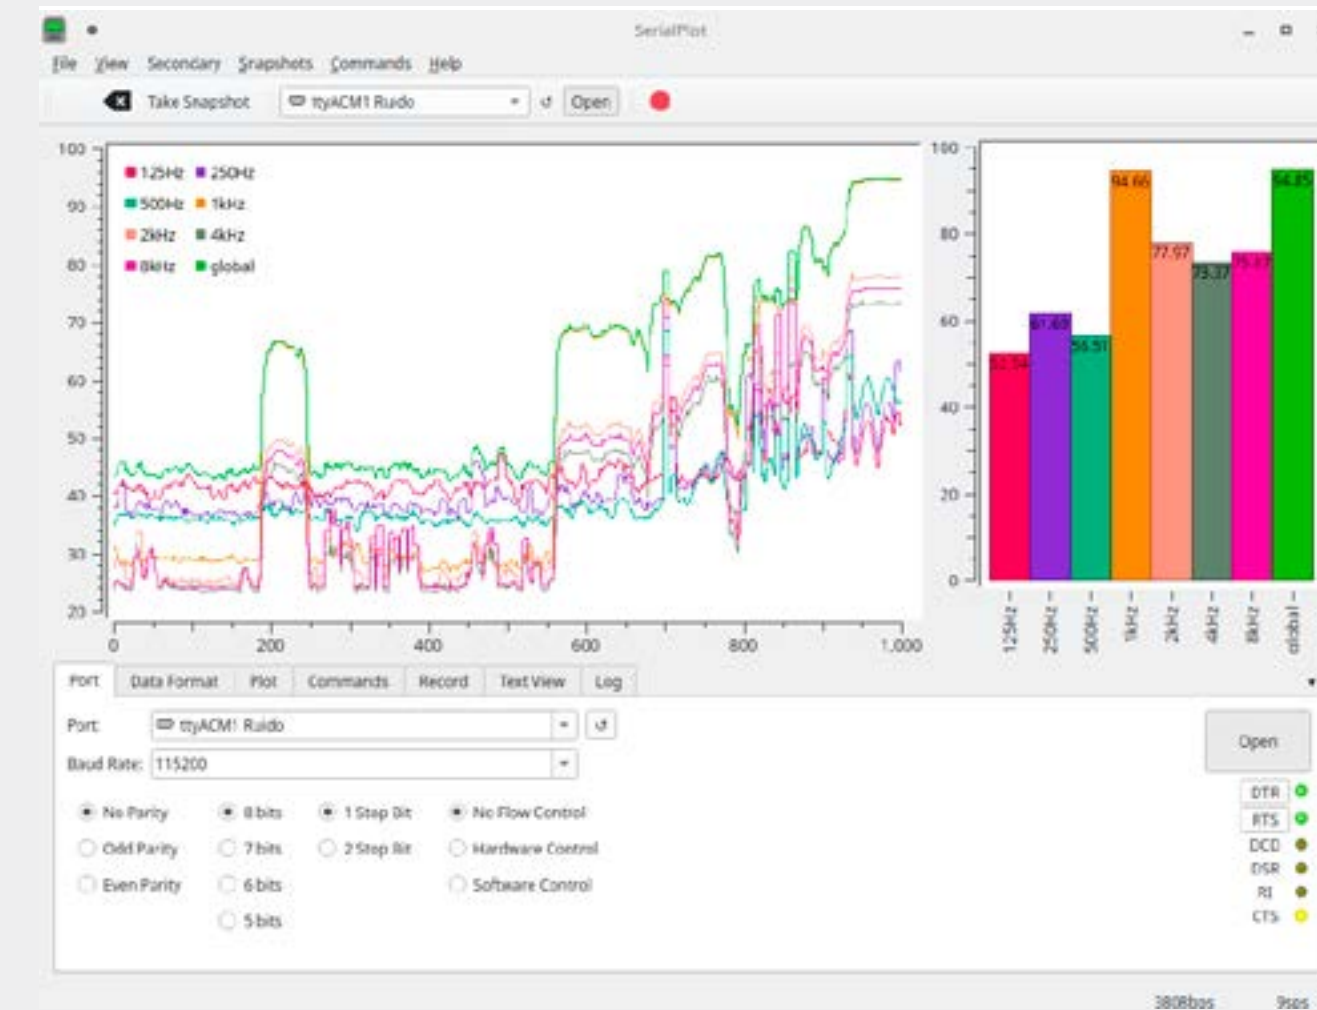 SerialPlot
File View Secondary Snapshots Commands Help
Take Snapshot ttyACM1 Ruido Open
100
90
80
70
60
50
40
30
20
0 200 400 600 800 1.000
125Hz 250Hz
500Hz 1kHz
2kHz 4kHz
8kHz global
100
80
60
40
20
0
94.66
77.97
73.37
61.69
56.51
125Hz 250Hz 500Hz 1kHz 2kHz 4kHz 8kHz global
Port Data Format Plot Commands Record Text View Log
Port: ttyACM1 Ruido
Open
Baud Rate: 115200
DTR
No Parity 8 bits 1 Stop Bit No Flow Control
RTS
Odd Parity 7 bits 2 Stop Bit Hardware Control
DCD
DSR
Even Parity 6 bits Software Control
RI
CTS
5 bits
3808bps 9sps